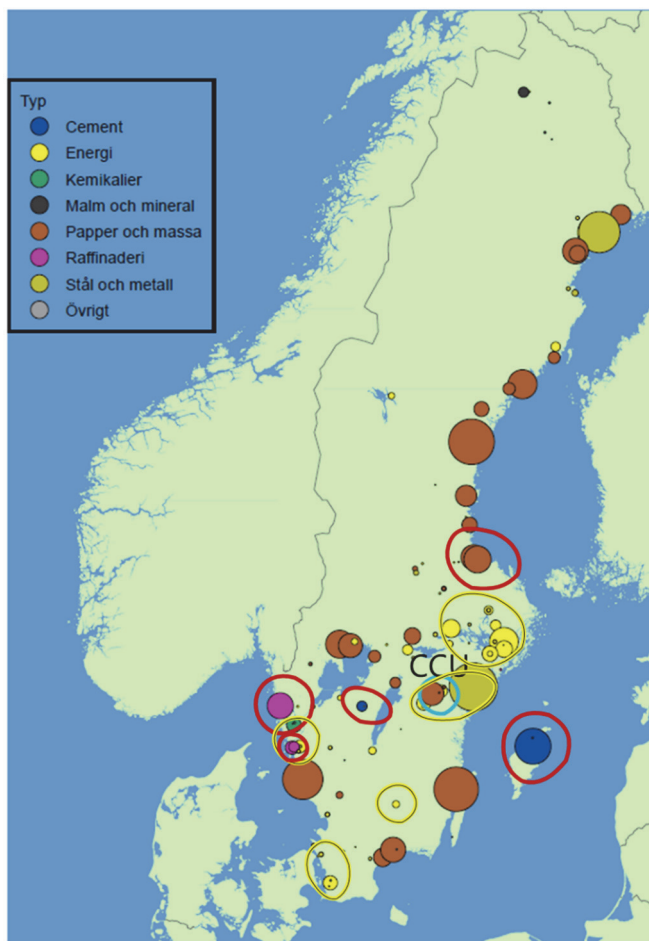 Typ
Cement
Energi
Kemikalier
Malm och mineral
Papper och massa
Raffinaderi
Stål och metall
Övrigt
CCU